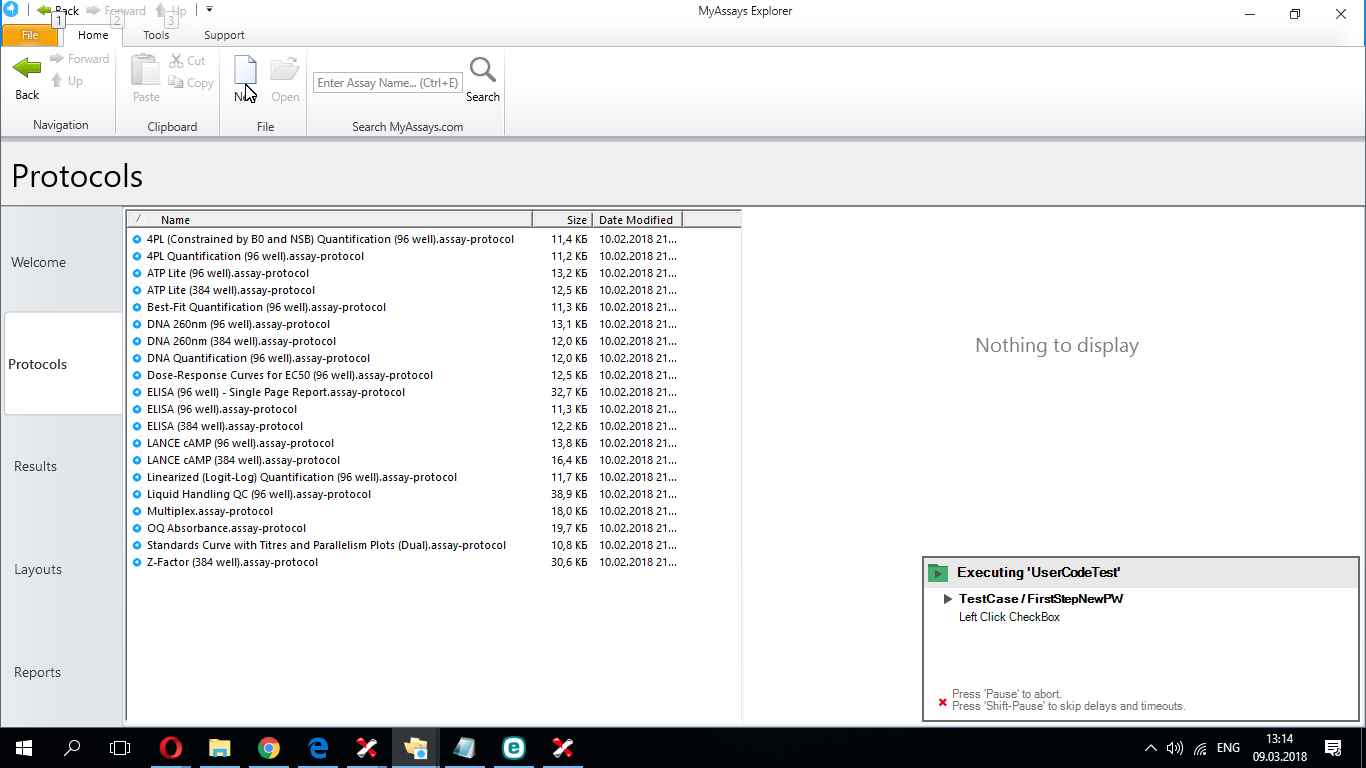 Back Forward Up
MyAssays Explorer
1 2 3
File Home Tools Support
Back
Forward
Up
Navigation
Paste
Cut
Copy
Clipboard
Open
File
Enter Assay Name... (Ctrl+E)
Search
Search MyAssays.com
Protocols
Welcome
Protocols
Results
Layouts
Reports
Name Size Date Modified
4PL (Constrained by B0 and NSB) Quantification (96 well).assay-protocol 11,4 КБ 10.02.2018 21...
4PL Quantification (96 well).assay-protocol 11,2 КБ 10.02.2018 21...
ATP Lite (96 well).assay-protocol 13,2 КБ 10.02.2018 21...
ATP Lite (384 well).assay-protocol 12,5 КБ 10.02.2018 21...
Best-Fit Quantification (96 well).assay-protocol 11,3 КБ 10.02.2018 21...
DNA 260nm (96 well).assay-protocol 13,1 КБ 10.02.2018 21...
DNA 260nm (384 well).assay-protocol 12,0 КБ 10.02.2018 21...
DNA Quantification (96 well).assay-protocol 12,0 КБ 10.02.2018 21...
Dose-Response Curves for EC50 (96 well).assay-protocol 12,5 КБ 10.02.2018 21...
ELISA (96 well) - Single Page Report.assay-protocol 32,7 КБ 10.02.2018 21...
ELISA (96 well).assay-protocol 11,3 КБ 10.02.2018 21...
ELISA (384 well).assay-protocol 12,2 КБ 10.02.2018 21...
LANCE cAMP (96 well).assay-protocol 13,8 КБ 10.02.2018 21...
LANCE cAMP (384 well).assay-protocol 16,4 КБ 10.02.2018 21...
Linearized (Logit-Log) Quantification (96 well).assay-protocol 11,7 КБ 10.02.2018 21...
Liquid Handling QC (96 well).assay-protocol 38,9 КБ 10.02.2018 21...
Multiplex.assay-protocol 18,0 КБ 10.02.2018 21...
OQ Absorbance.assay-protocol 19,7 КБ 10.02.2018 21...
Standards Curve with Titres and Parallelism Plots (Dual).assay-protocol 10,8 КБ 10.02.2018 21...
Z-Factor (384 well).assay-protocol 30,6 КБ 10.02.2018 21...
Nothing to display
Executing 'UserCodeTest'
TestCase / FirstStepNewPW
Left Click CheckBox
Press 'Pause' to abort.
Press 'Shift-Pause' to skip delays and timeouts.
ENG
13:14
09.03.2018